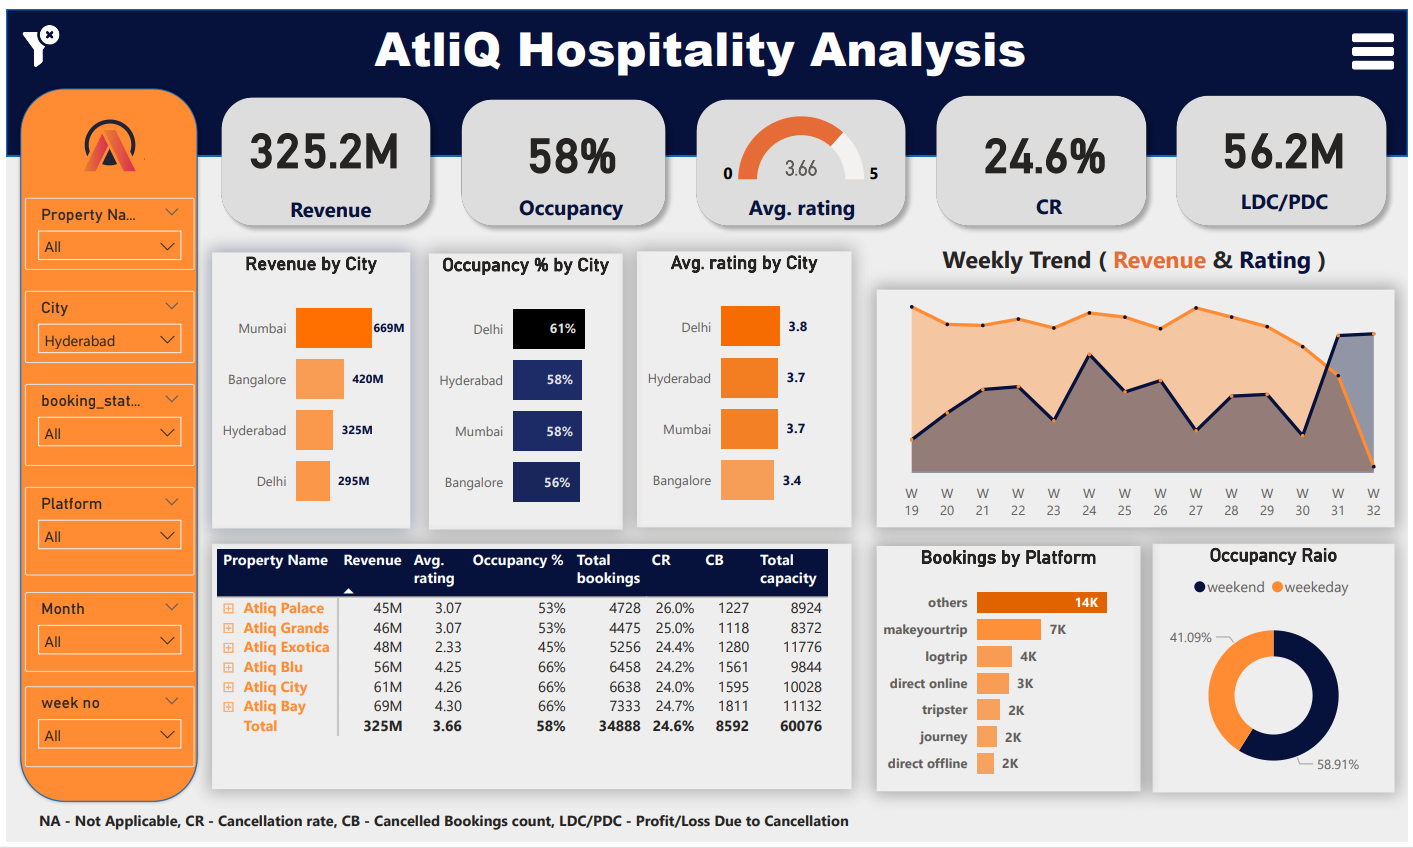 AtliQ Hospitality Analysis
325.2M
Revenue
58%
Occupancy
0
3.66
5
Avg. rating
24.6%
CR
56.2M
LDC/PDC
Property Na...
All
City
Hyderabad
booking_stat...
All
Platform
All
Month
All
week no
All
Revenue by City
Mumbai 669M
Bangalore 420M
Hyderabad 325M
Delhi 295M
Occupancy % by City
Delhi 61%
Hyderabad 58%
Mumbai 58%
Bangalore 56%
Avg. rating by City
Delhi 3.8
Hyderabad 3.7
Mumbai 3.7
Bangalore 3.4
Weekly Trend ( Revenue & Rating )
W W W W W W W W W W W W W W
19 20 21 22 23 24 25 26 27 28 29 30 31 32
Property Name Revenue Avg. Occupancy % Total CR CB Total
rating bookings capacity
Atliq Palace 45M 3.07 53% 4728 26.0% 1227 8924
Atliq Grands 46M 3.07 53% 4475 25.0% 1118 8372
Atliq Exotica 48M 2.33 45% 5256 24.4% 1280 11776
Atliq Blu 56M 4.25 66% 6458 24.2% 1561 9844
Atliq City 61M 4.26 66% 6638 24.0% 1595 10028
Atliq Bay 69M 4.30 66% 7333 24.7% 1811 11132
Total 325M 3.66 58% 34888 24.6% 8592 60076
Bookings by Platform
others 14K
makeyourtrip 7K
logtrip 4K
direct online 3K
tripster 2K
journey 2K
direct offline 2K
Occupancy Raio
weekend weekeday
41.09%
58.91%
NA - Not Applicable, CR - Cancellation rate, CB - Cancelled Bookings count, LDC/PDC - Profit/Loss Due to Cancellation